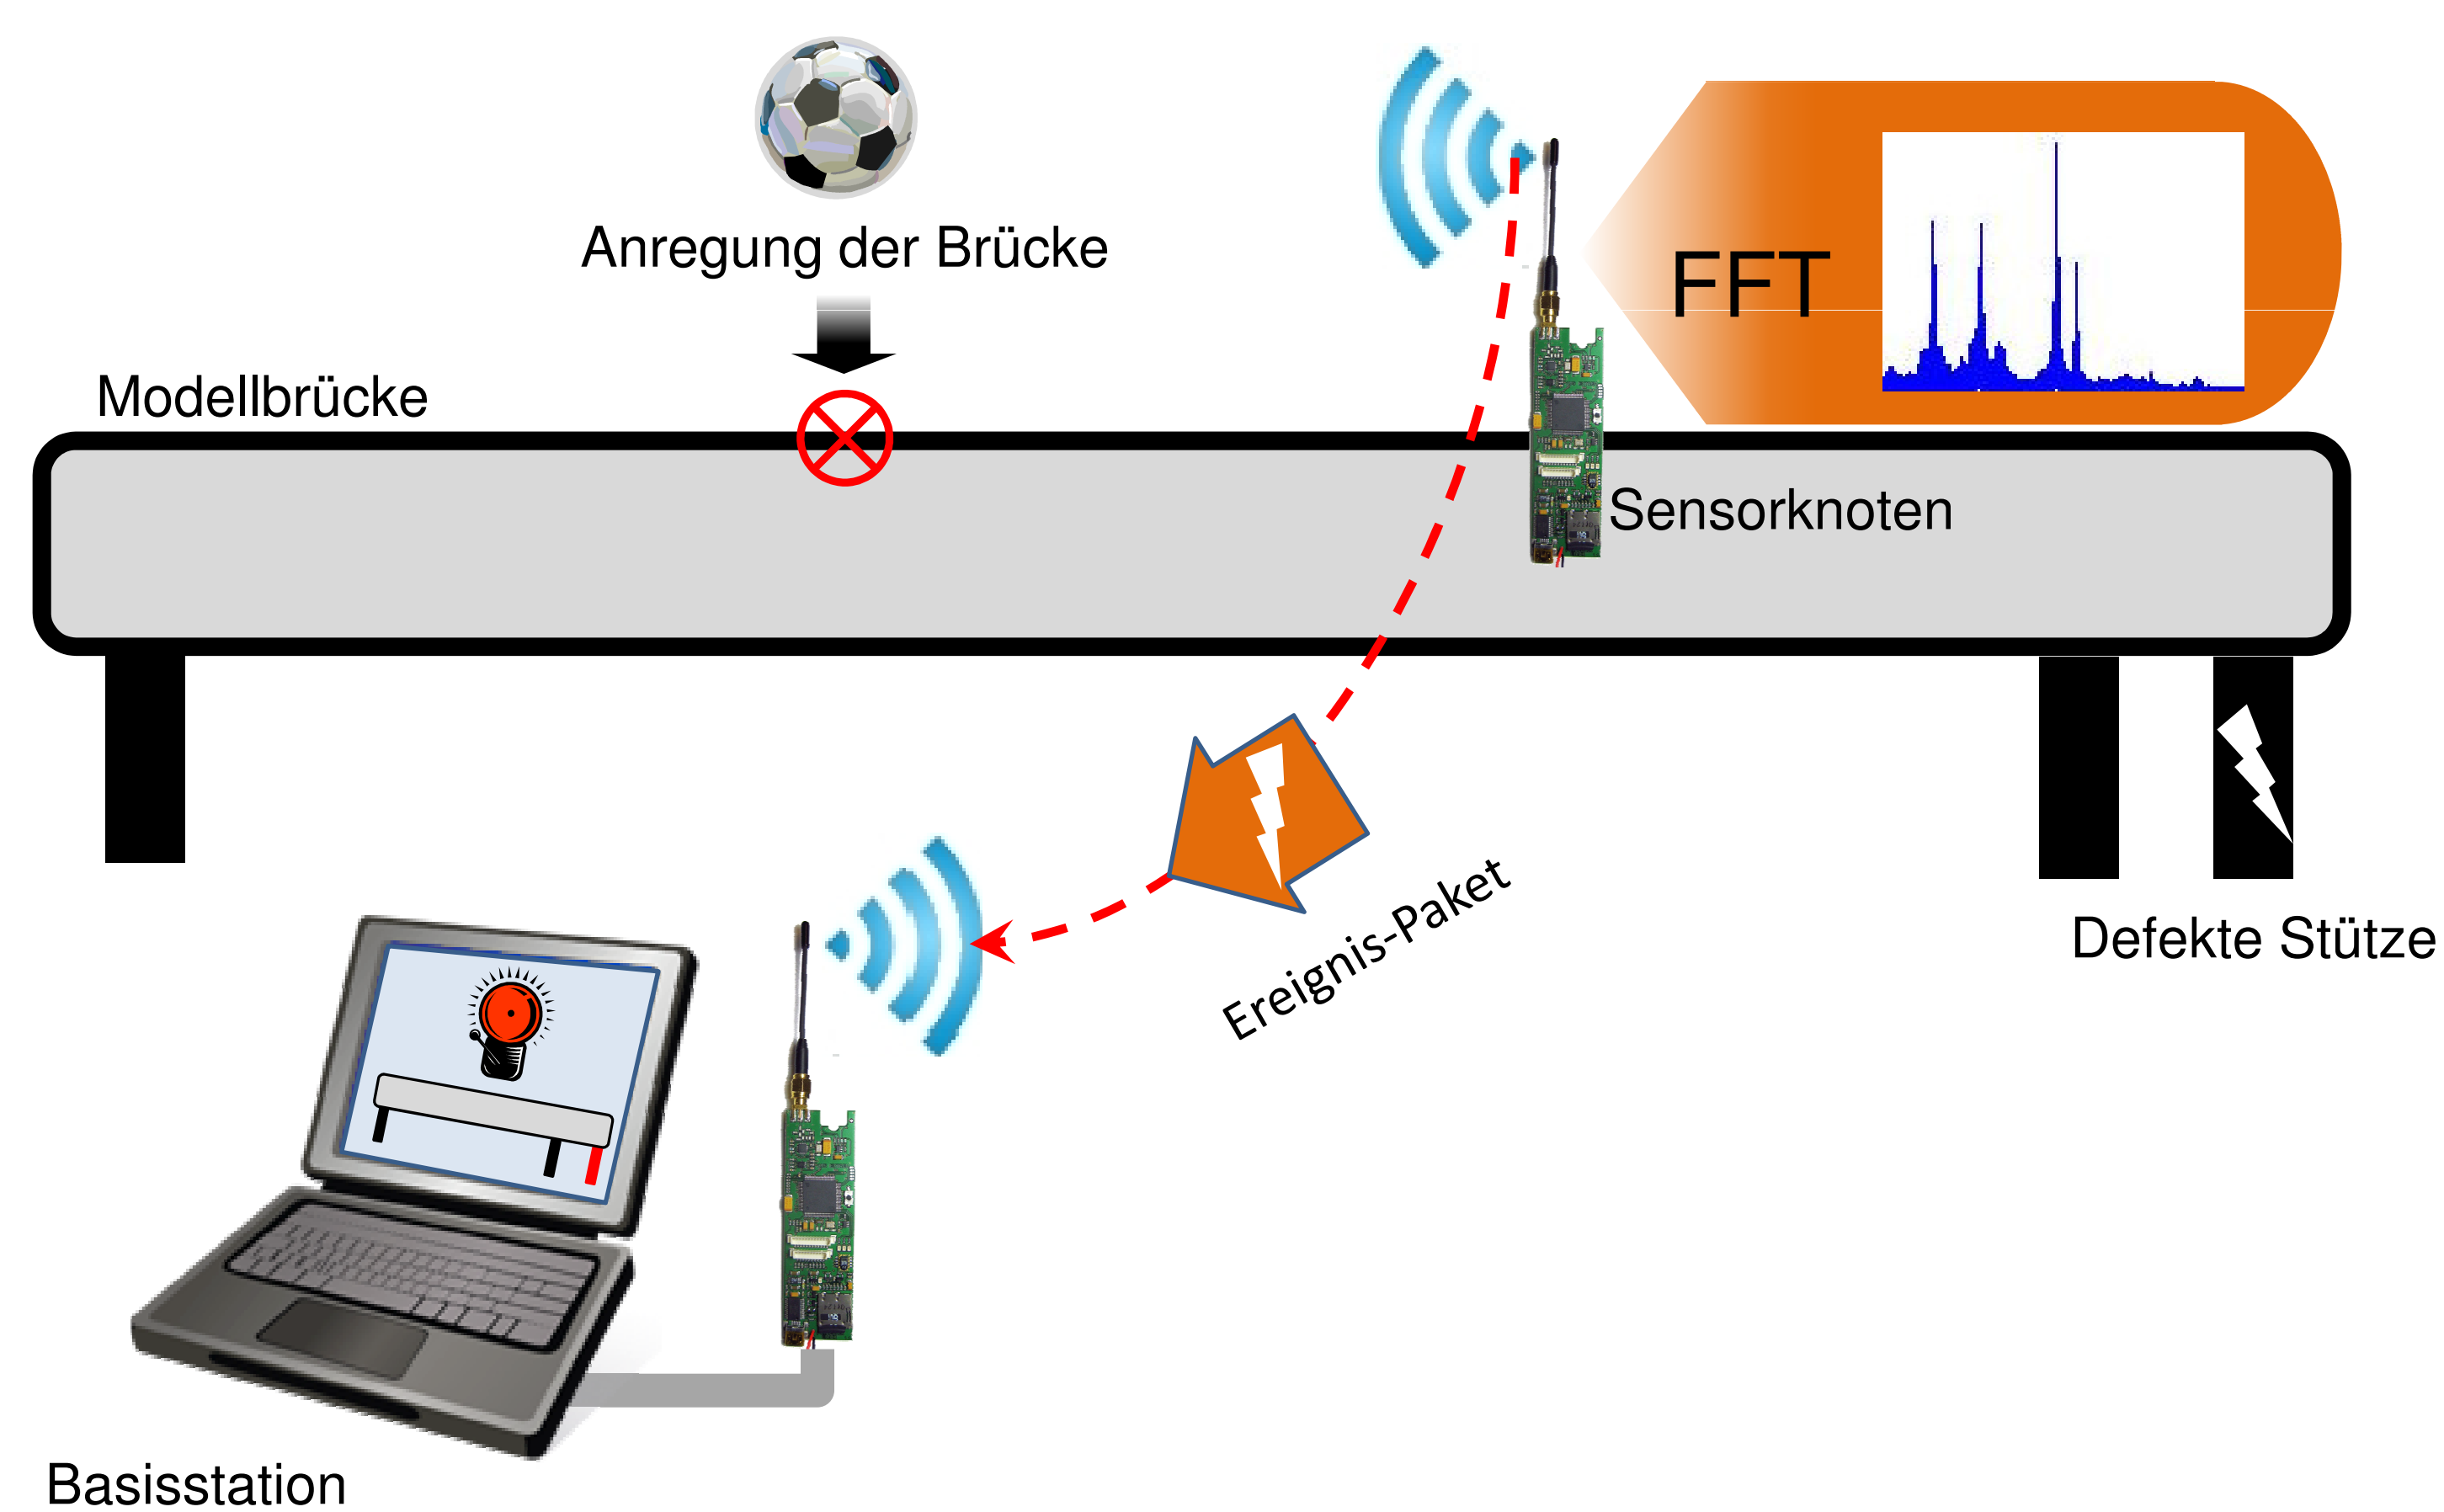 Anregung der Brücke
FFT
Modellbrücke
Sensorknoten
Ereignis-Paket
Defekte Stütze
Basisstation